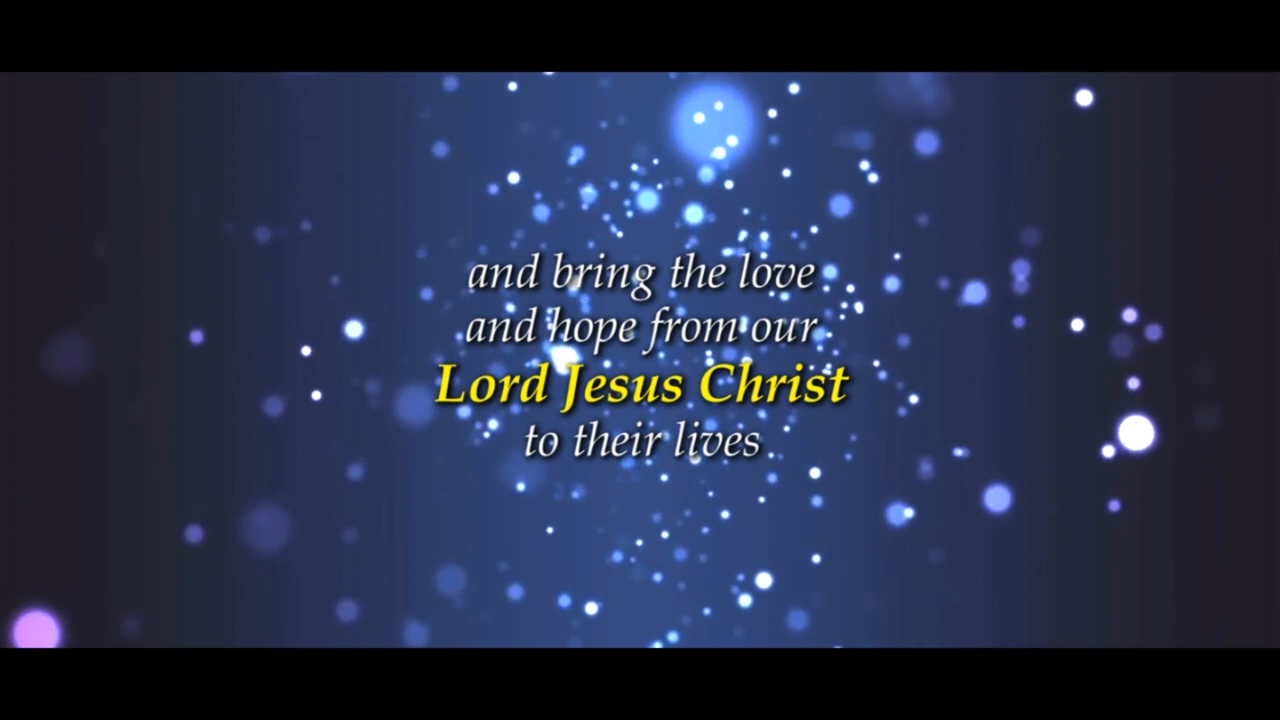 and bring the love
and hope from our
Lord Jesus Christ
to their lives